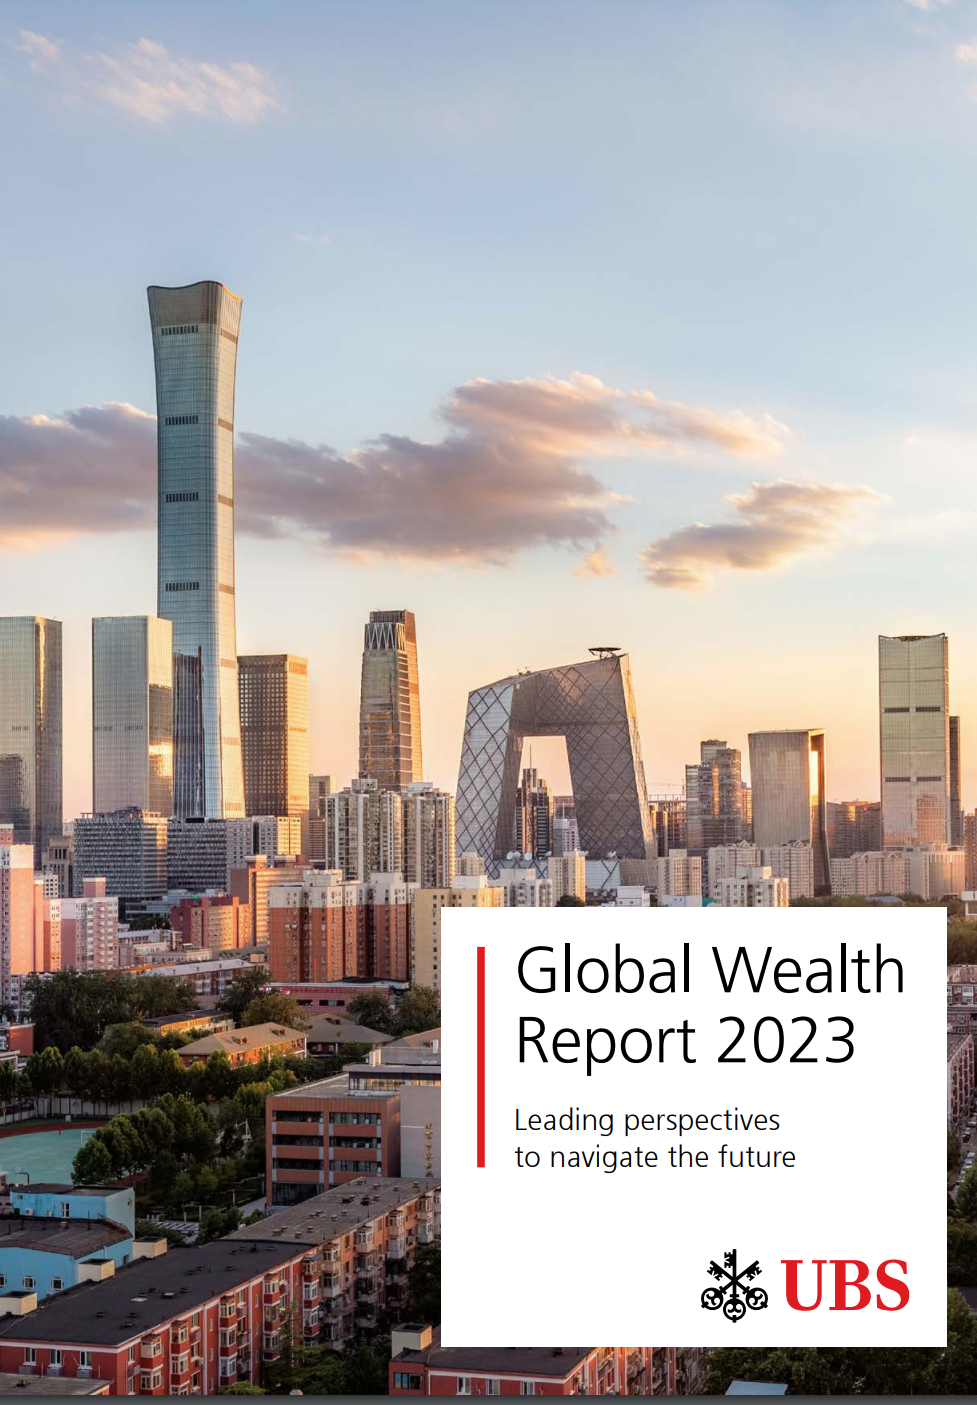 Global Wealth
Report 2023
Leading perspectives
to navigate the future
UBS